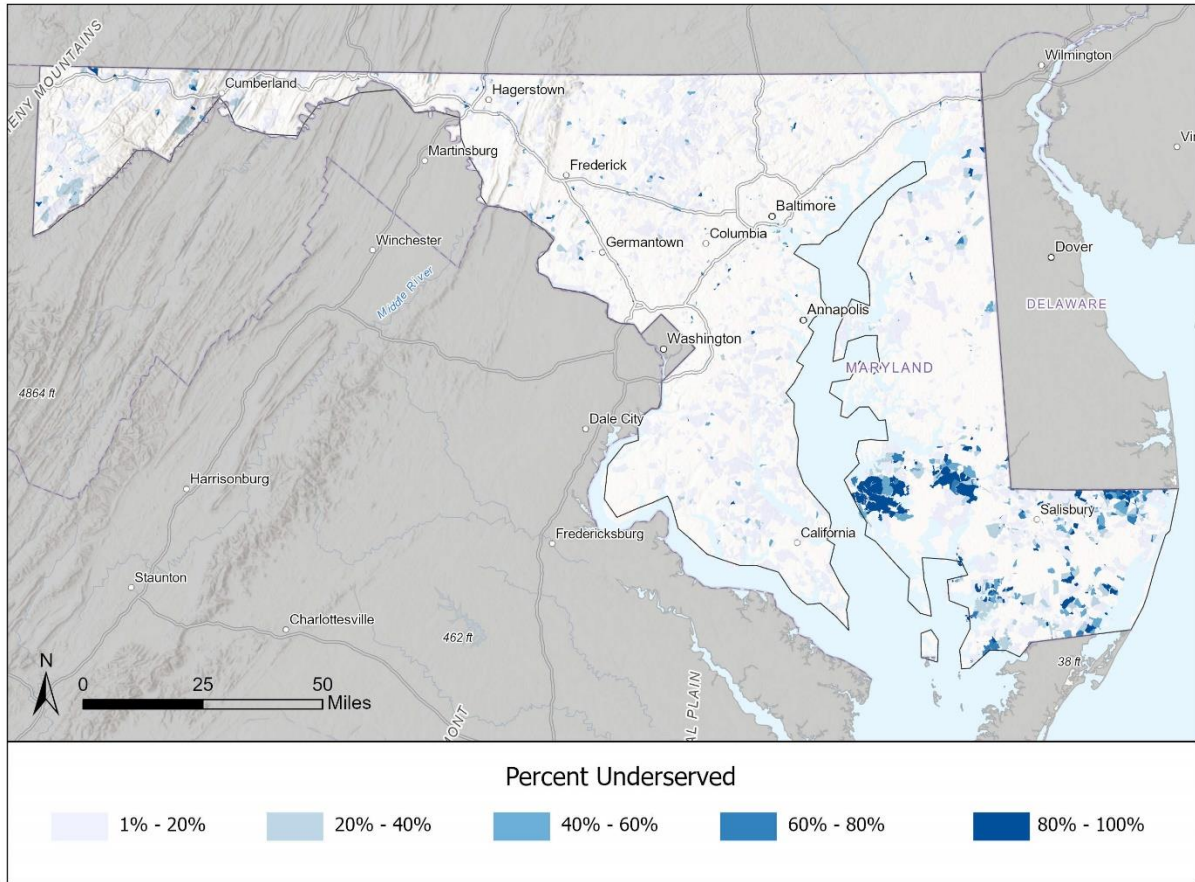 ENY MOUNTAINS
Cumberland
Hagerstown
Wilmington
Martinsburg
Frederick
Baltimore
Columbia
Winchester
Germantown
Dover
Middle River
Annapolis
DELAWARE
Washington
MARYLAND
4864 ft
Dale City
Harrisonburg
Salisbury
Fredericksburg
California
Staunton
Charlottesville
462 ft
38 ft
N
0 25 50
Miles
MONT
AL PLAIN
Vin
Percent Underserved
1% - 20%
20% - 40%
40% - 60%
60% - 80%
80% - 100%